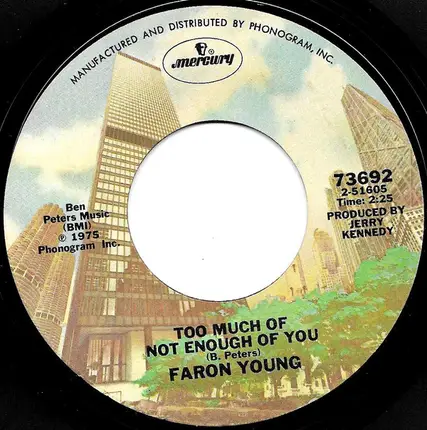 MANUFACTURED AND DISTRIBUTED BY PHONOGRAM, INC.
mercury
Ben
Peters Music
(BMI)
℗ 1975
Phonogram Inc.
73692
2-51605
Time: 2:25
PRODUCED BY
JERRY
KENNEDY
TOO MUCH OF
NOT ENOUGH OF YOU
(B. Peters)
FARON YOUNG